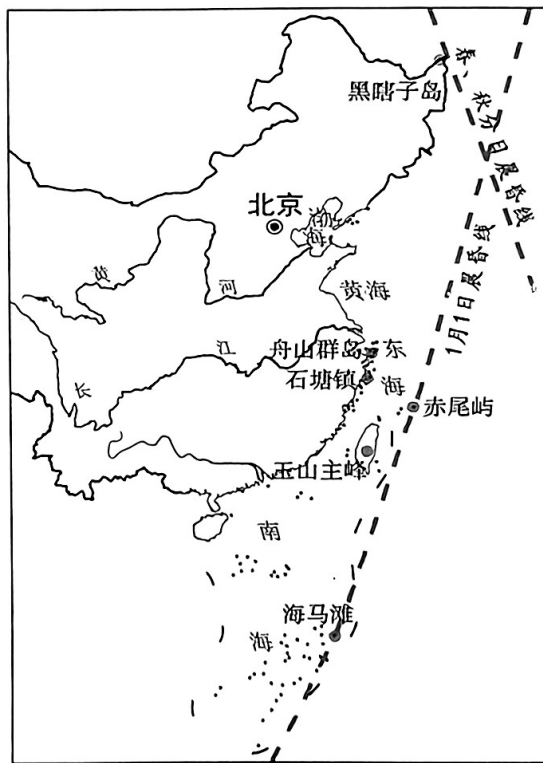 春、秋分日晨昏线
黑瞎子岛
北京
渤海
1月1日晨昏线
黄河
黄海
长江
舟山群岛
东海
石塘镇
赤尾屿
玉山主峰
南海
海马滩